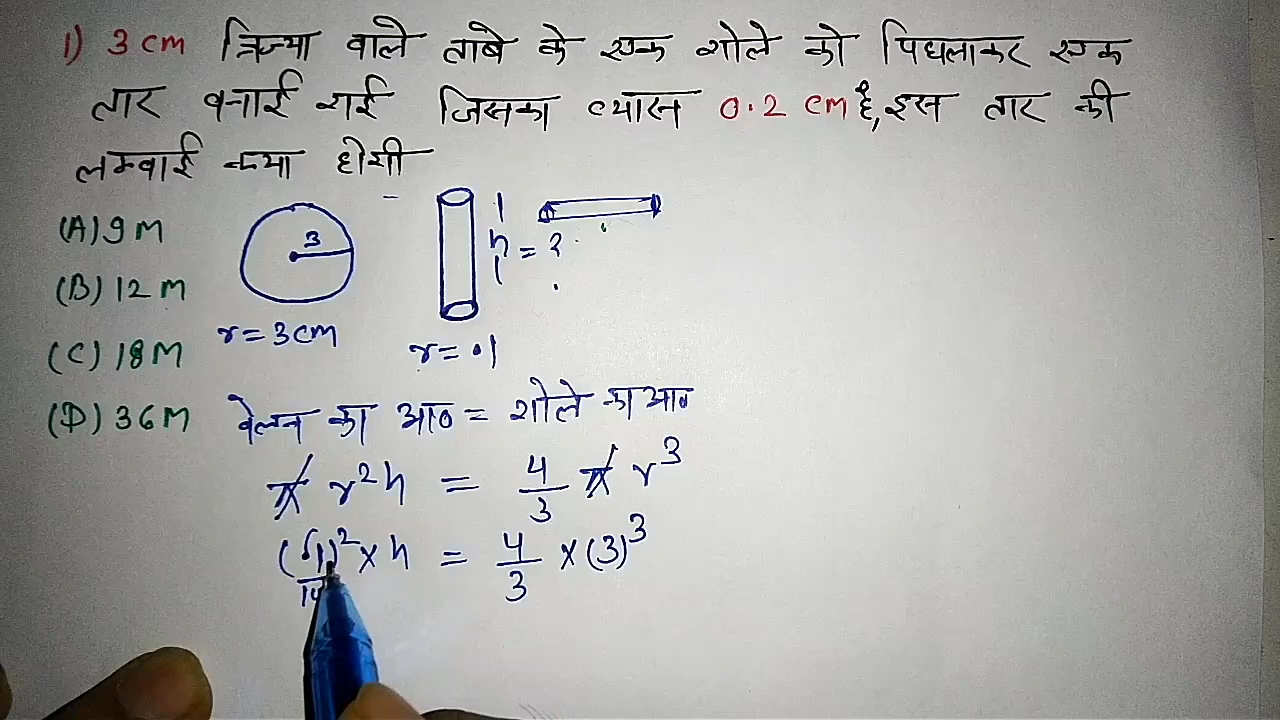 1) 3 cm त्रिज्या वाले ताबे के एक गोले को पिघलाकर एक
तार बनाई गई जिसका व्यास 0.2 cm है, इस तार की
लम्बाई क्या होगी
(A) 9 M
(B) 12 M
(C) 18 M
(D) 36 M
3
r = 3 cm
h = ?
r = .1
वेलन का आ० = गोले का आ०
π r² h = 4/3 π r³
(.1/10)² × h = 4/3 × (3)³